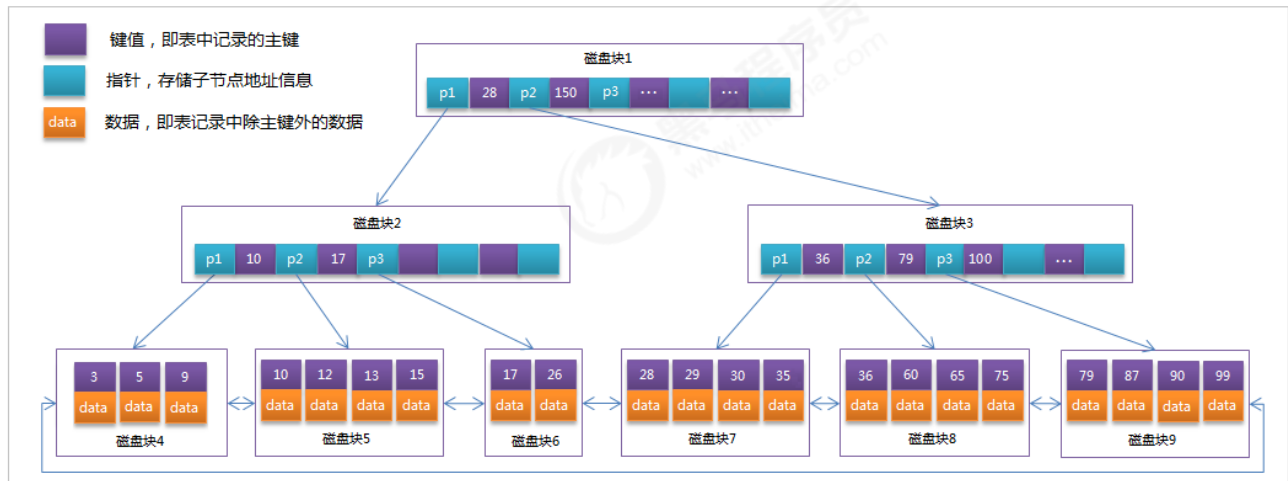 键值，即表中记录的主键
指针，存储子节点地址信息
data 数据，即表记录中除主键外的数据
磁盘块1
p1 28 p2 150 p3 ... ...
磁盘块2
p1 10 p2 17 p3
磁盘块3
p1 36 p2 79 p3 100 ...
3 5 9
data data data
磁盘块4
10 12 13 15
data data data data
磁盘块5
17 26
data data
磁盘块6
28 29 30 35
data data data data
磁盘块7
36 60 65 75
data data data data
磁盘块8
79 87 90 99
data data data data
磁盘块9